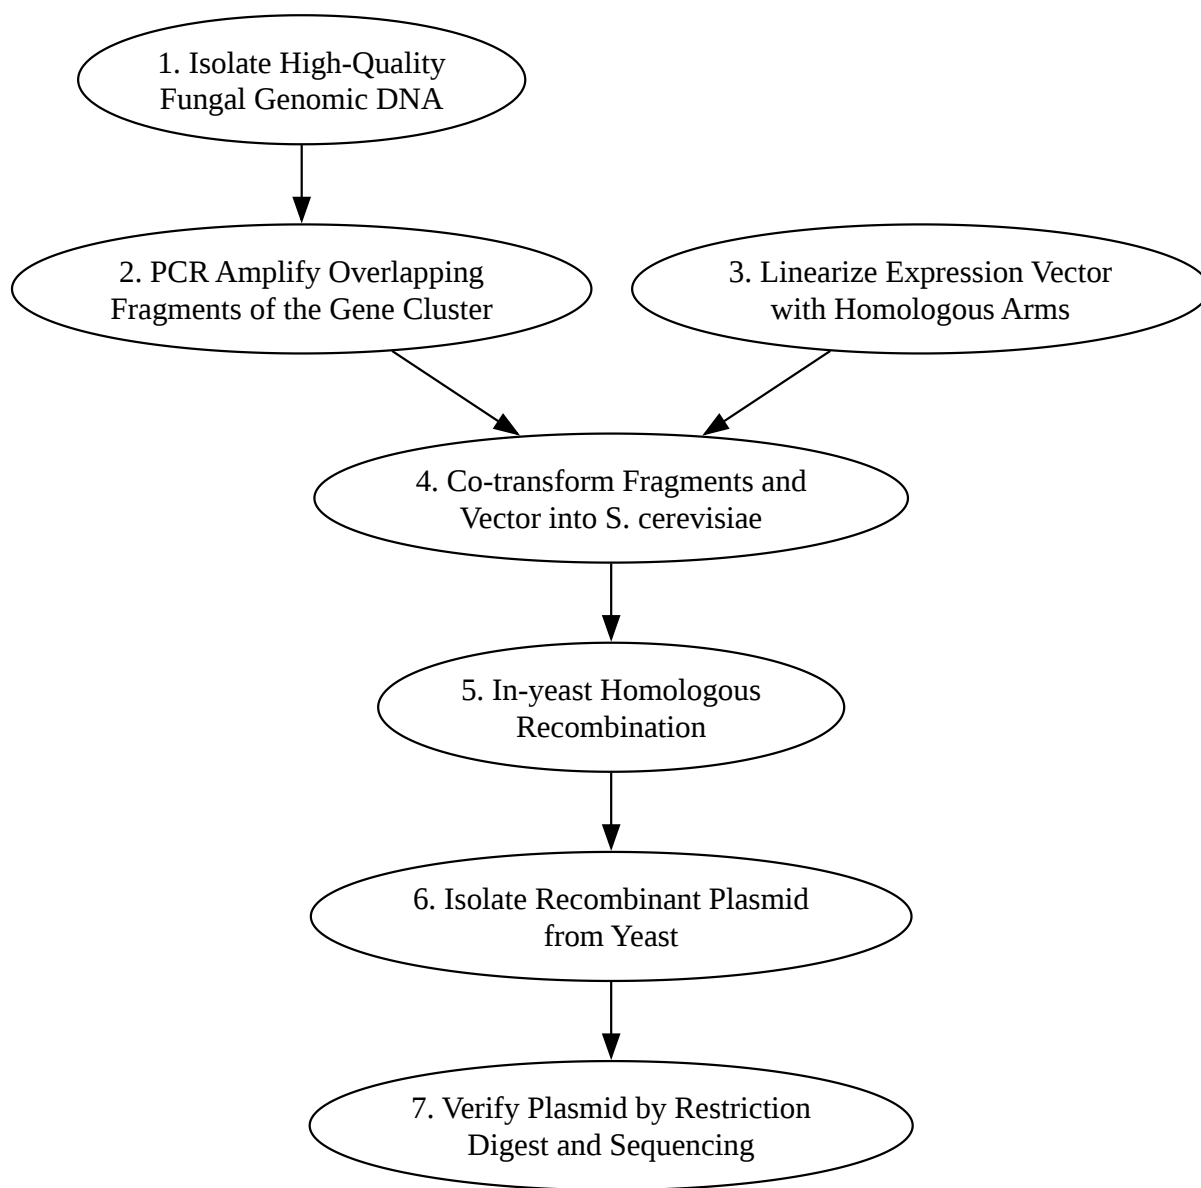 1. Isolate High-Quality
Fungal Genomic DNA
2. PCR Amplify Overlapping
Fragments of the Gene Cluster
3. Linearize Expression Vector
with Homologous Arms
4. Co-transform Fragments and
Vector into S. cerevisiae
5. In-yeast Homologous
Recombination
6. Isolate Recombinant Plasmid
from Yeast
7. Verify Plasmid by Restriction
Digest and Sequencing